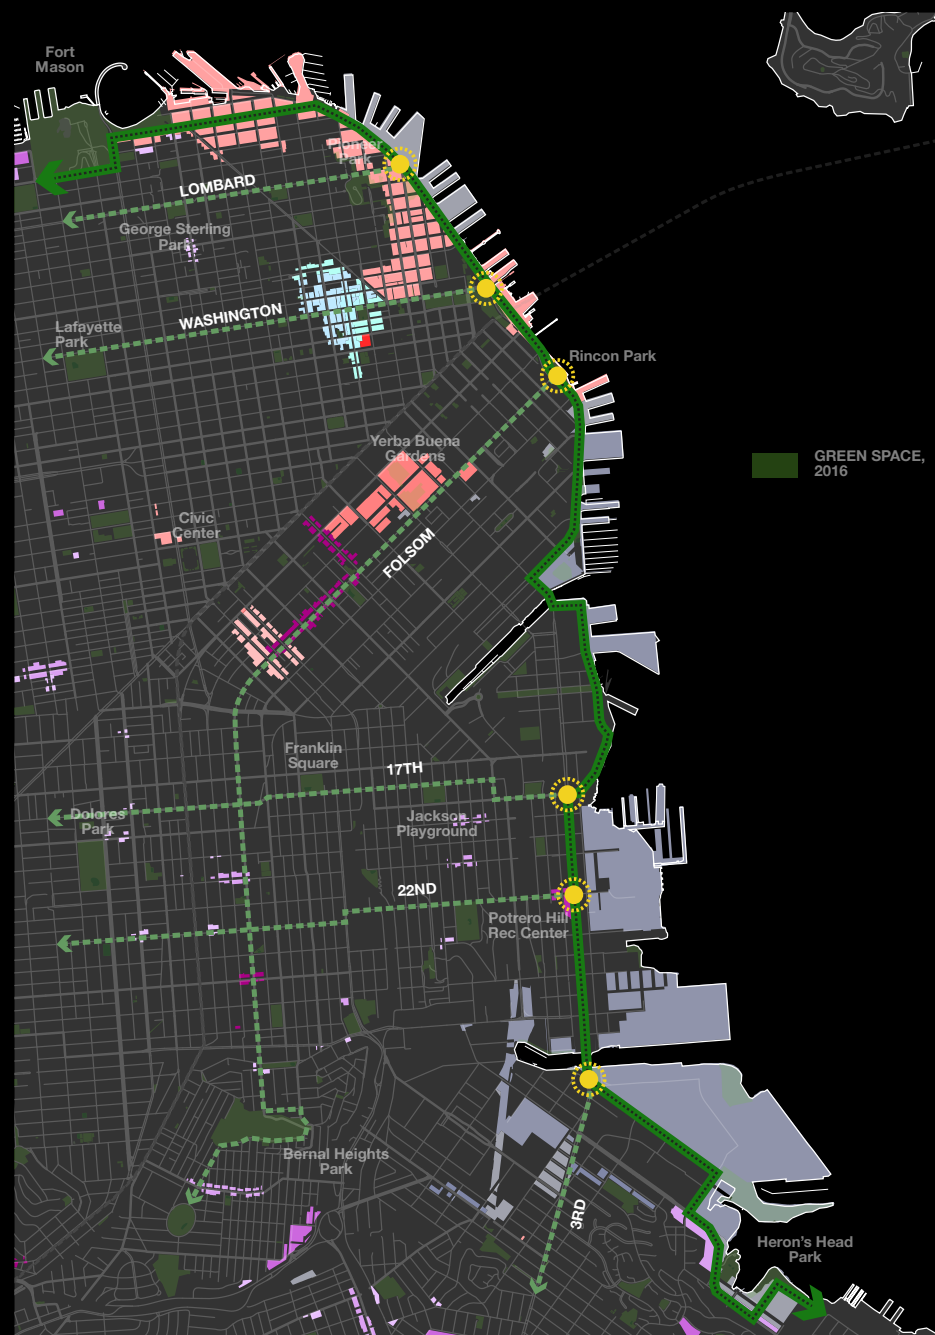 Fort
Mason
Pioneer
Park
LOMBARD
George Sterling
Park
WASHINGTON
Lafayette
Park
Rincon Park
Yerba Buena
Gardens
GREEN SPACE,
2016
Civic
Center
FOLSOM
Franklin
Square
17TH
Dolores
Park
Jackson
Playground
22ND
Potrero Hill
Rec Center
Bernal Heights
Park
3RD
Heron's Head
Park